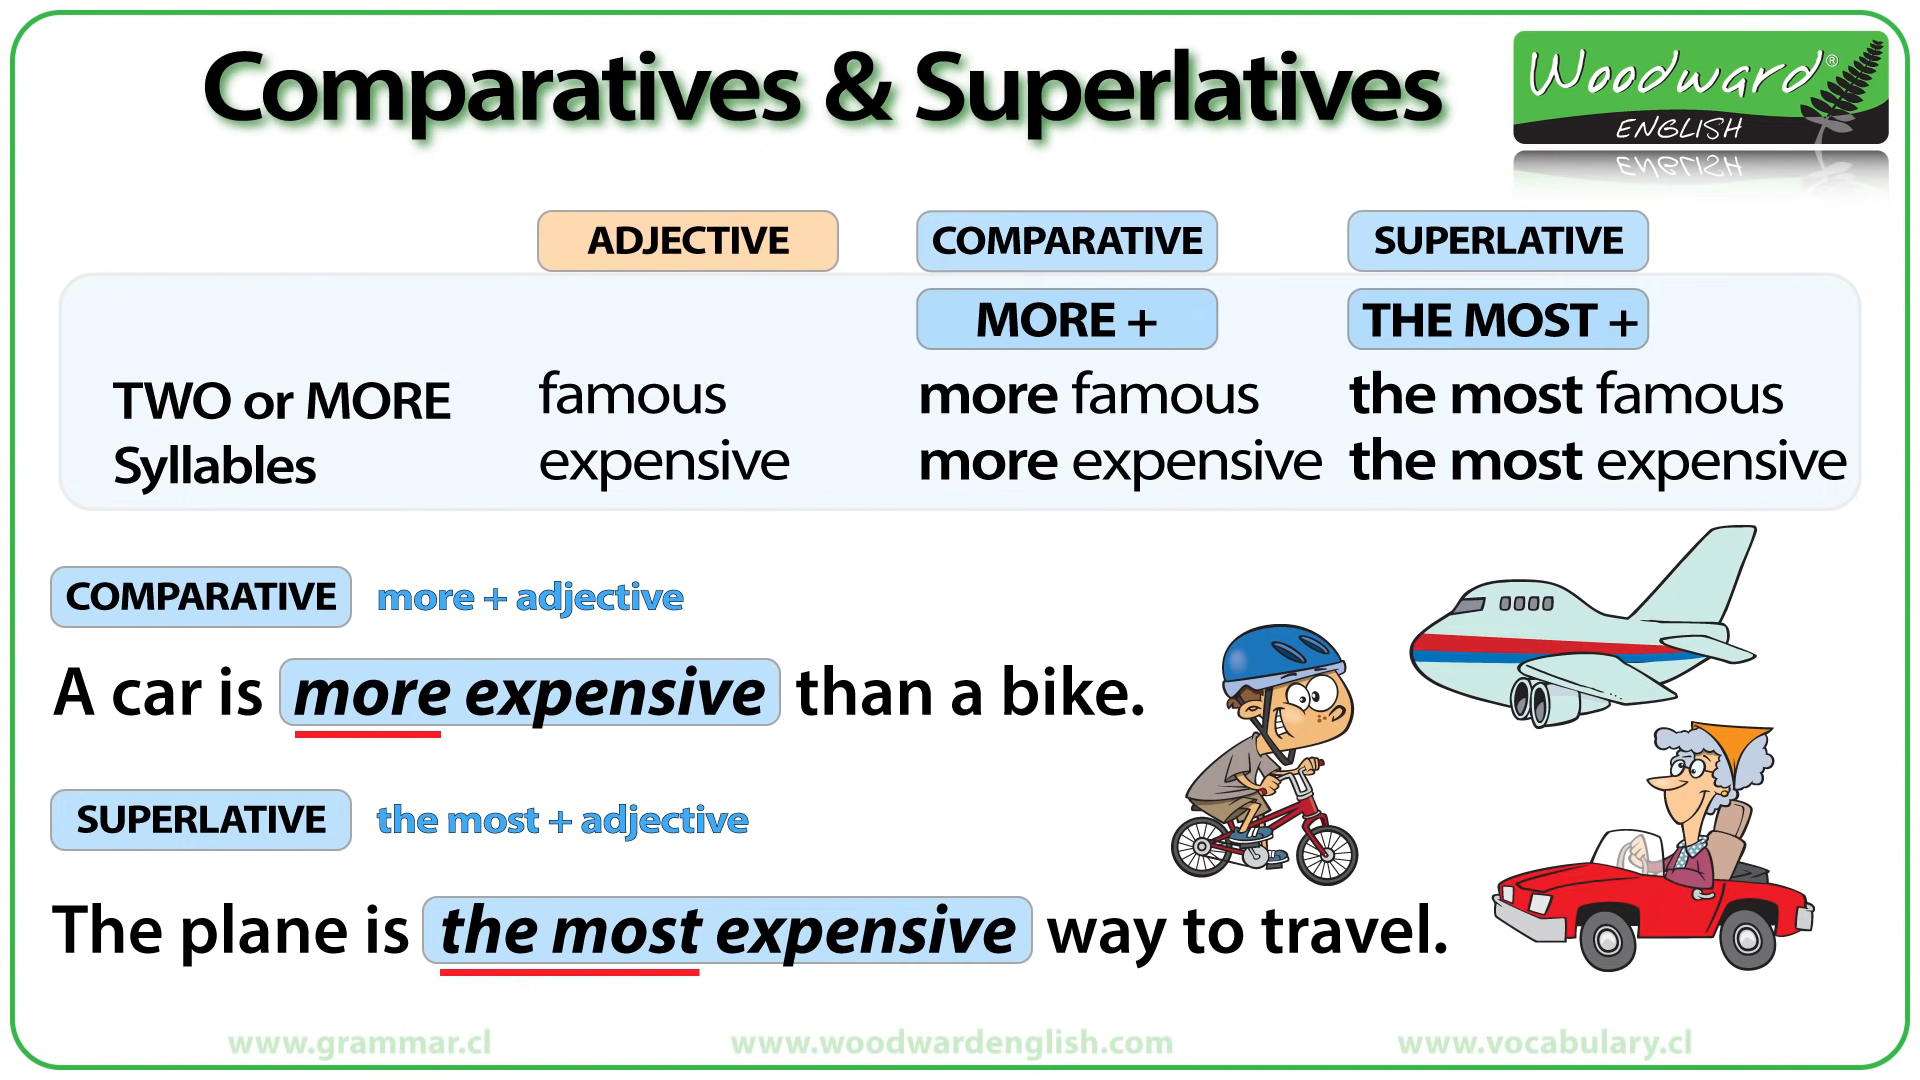 Comparatives & Superlatives
Woodward®
ENGLISH
ADJECTIVE COMPARATIVE SUPERLATIVE
MORE + THE MOST +
TWO or MORE famous more famous the most famous
Syllables expensive more expensive the most expensive
COMPARATIVE more + adjective
A car is more expensive than a bike.
SUPERLATIVE the most + adjective
The plane is the most expensive way to travel.
www.grammar.cl www.woodwardenglish.com www.vocabulary.cl